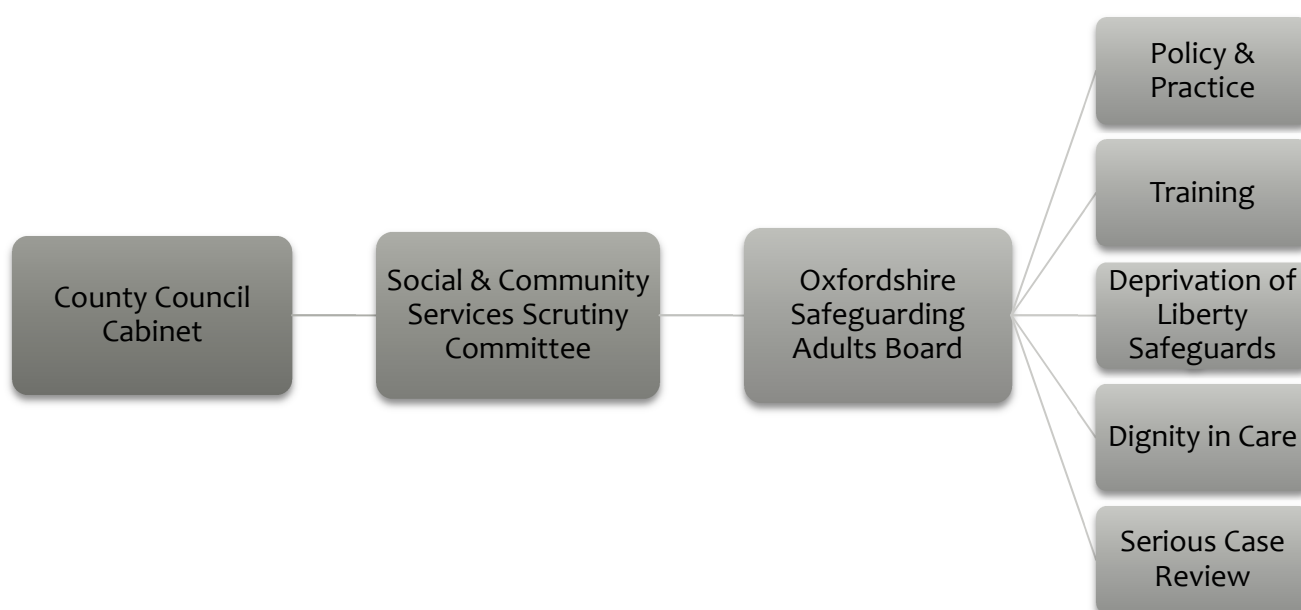 County Council
Cabinet
Social & Community
Services Scrutiny
Committee
Oxfordshire
Safeguarding
Adults Board
Policy &
Practice
Training
Deprivation of
Liberty
Safeguards
Dignity in Care
Serious Case
Review